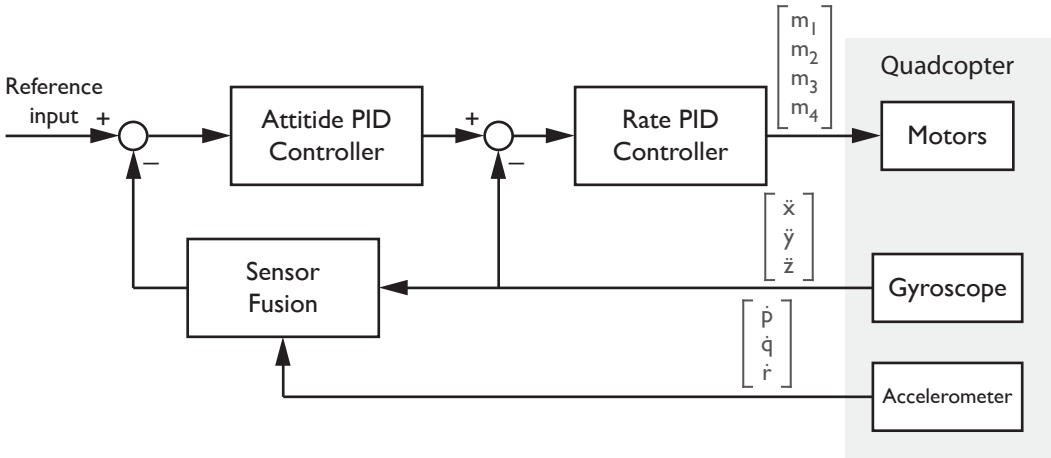 Reference
input
+
−
Attitide PID
Controller
+
−
Rate PID
Controller
m1
m2
m3
m4
Quadcopter
Motors
ẍ
ÿ
z̈
Sensor
Fusion
Gyroscope
ṗ
q̇
ṙ
Accelerometer